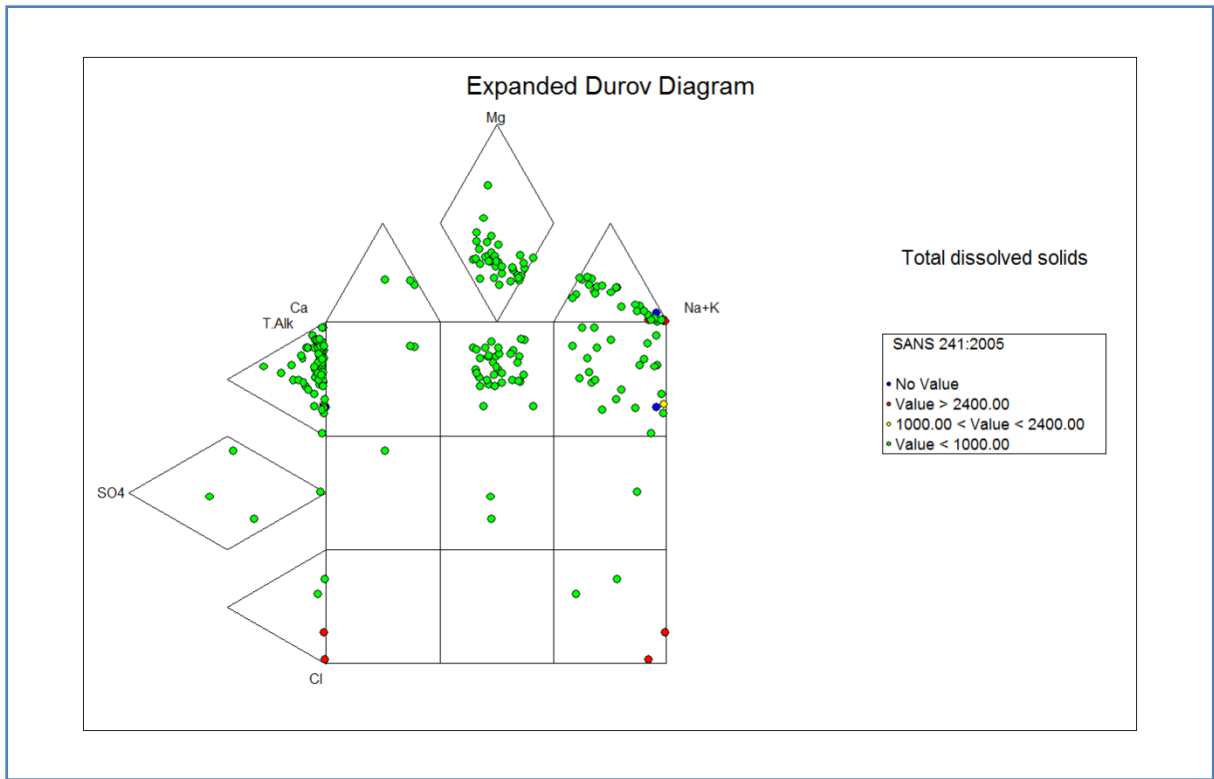 Expanded Durov Diagram
Mg
Total dissolved solids
Ca
Na+K
T.Alk
SANS 241:2005
No Value
Value > 2400.00
1000.00 < Value < 2400.00
Value < 1000.00
SO4
Cl